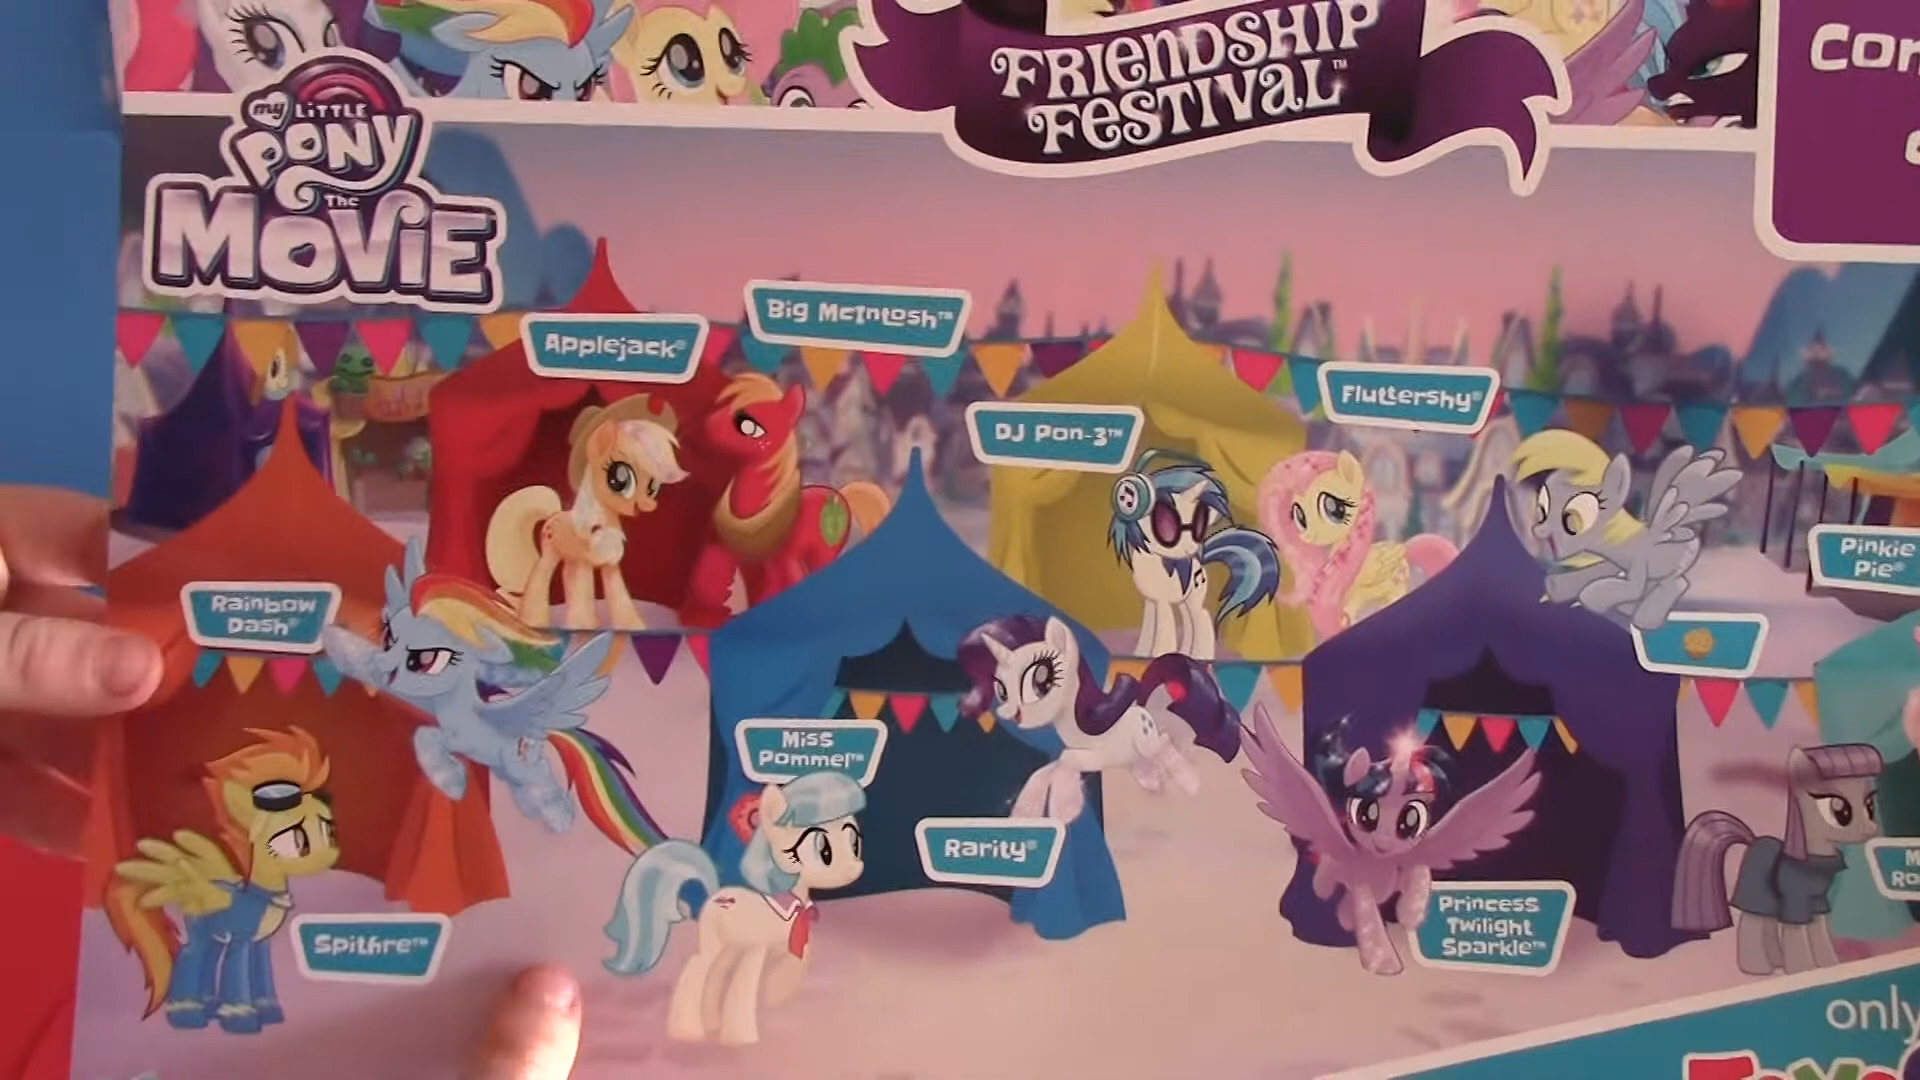 FRIENDSHIP
FESTIVAL™
my LITTLE
PONY
The
MOVIE
Big McIntosh™
Applejack®
Fluttershy®
DJ Pon-3™
Pinkie
Pie®
Rainbow
Dash®
Miss
Pommel™
Rarity®
Princess
Twilight
Sparkle™
Spitfire™
only